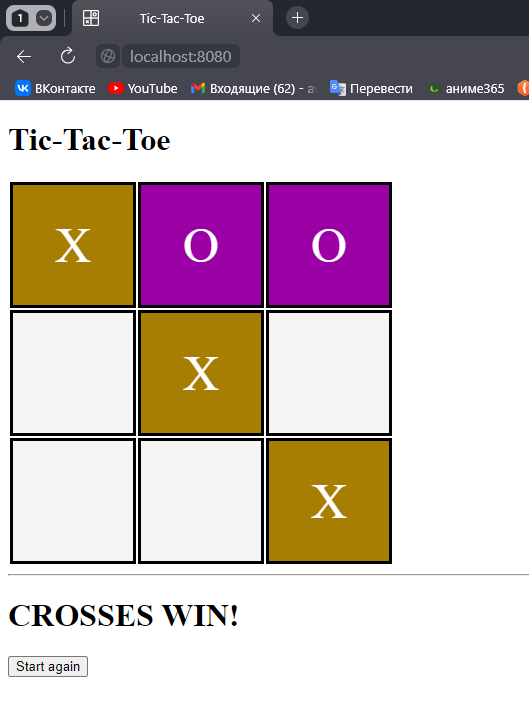 1 Tic-Tac-Toe
localhost:8080
ВКонтакте YouTube Входящие (62) - Перевести аниме365
Tic-Tac-Toe
X O O
X
X
CROSSES WIN!
Start again